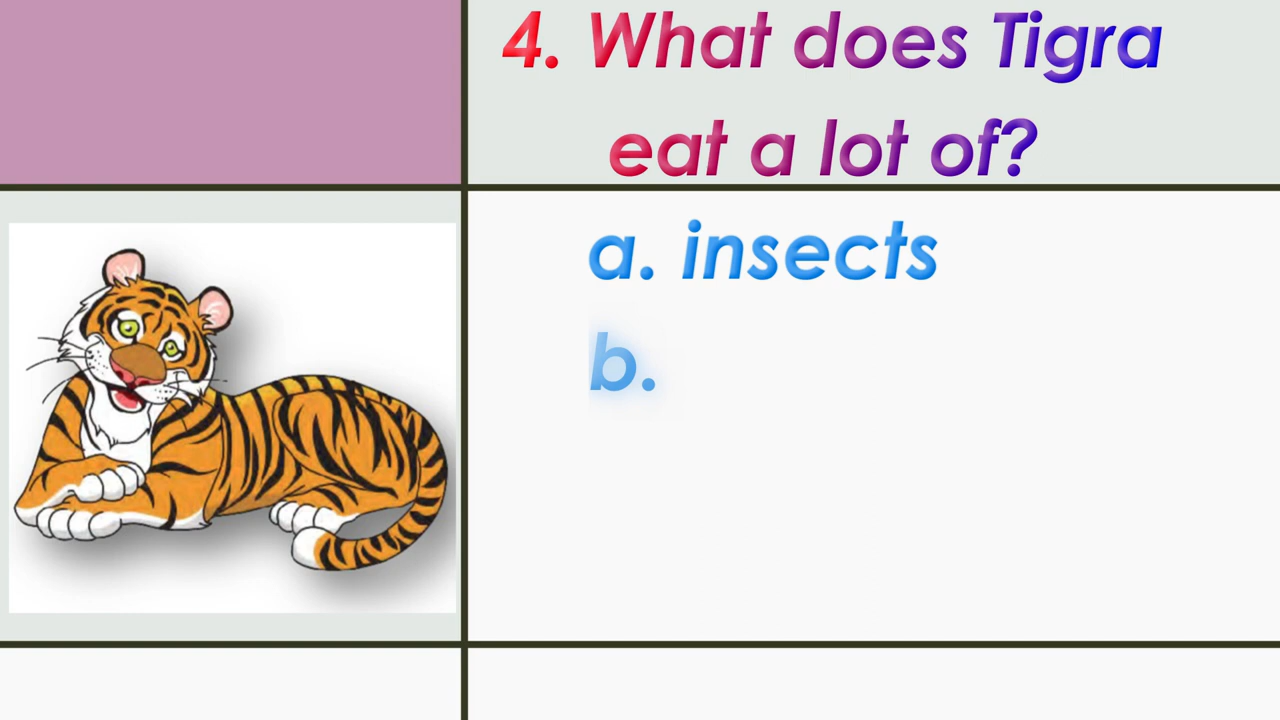 4. What does Tigra
eat a lot of?
a. insects
b.